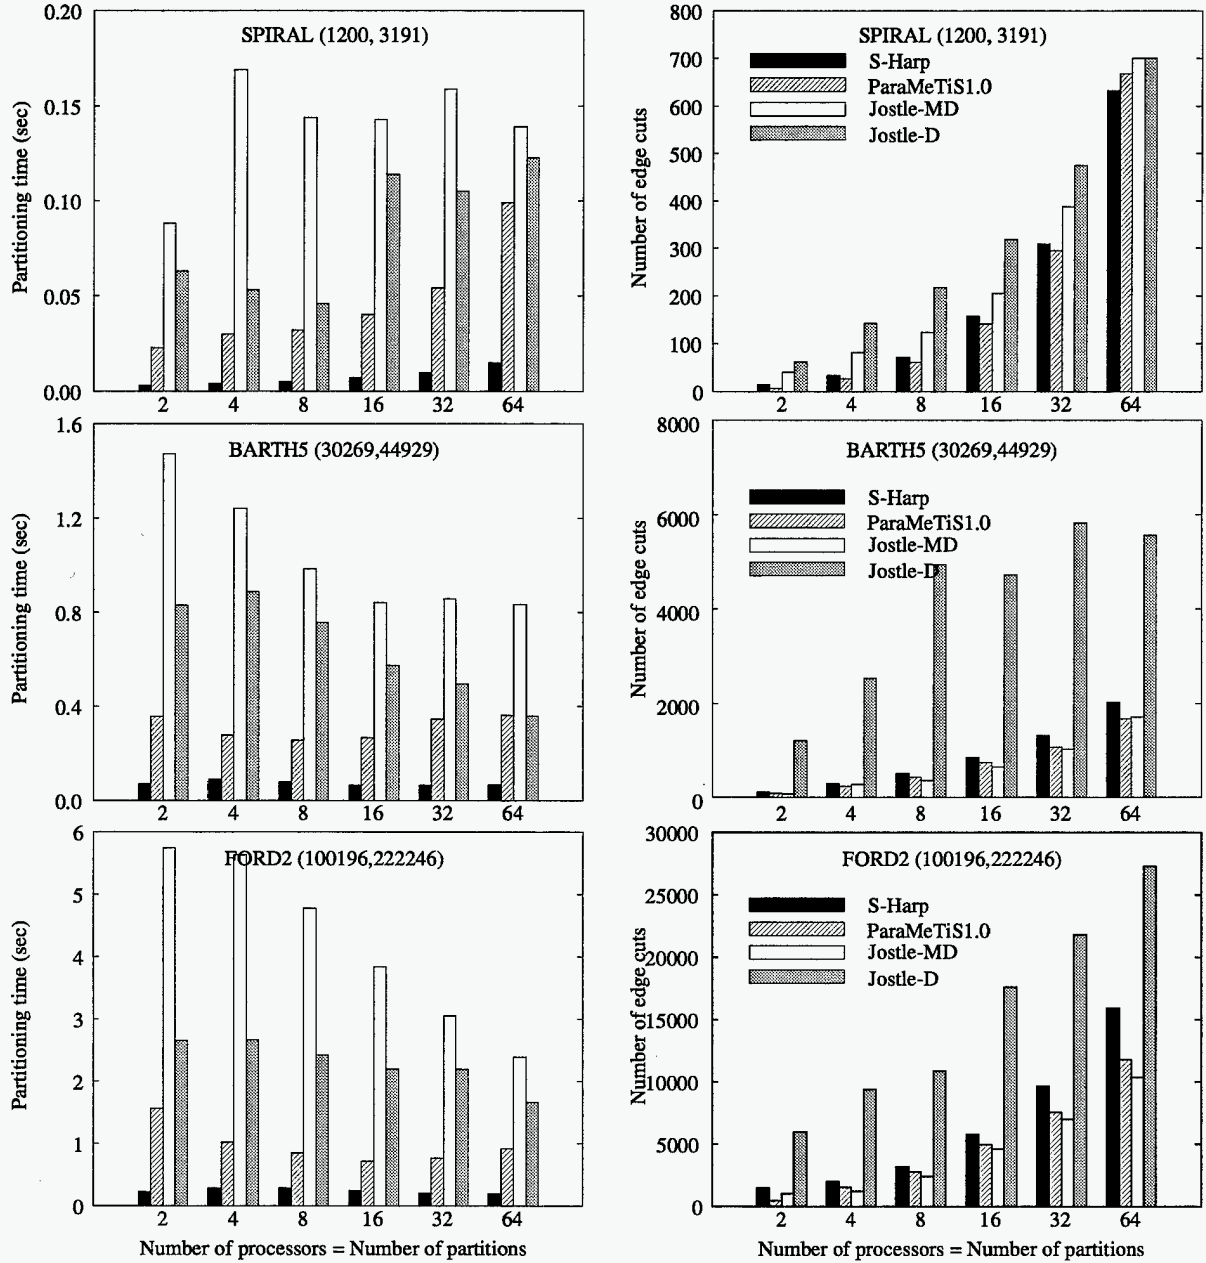 SPIRAL (1200, 3191)
Partitioning time (sec)
0.20
0.15
0.10
0.05
0.00
2 4 8 16 32 64
SPIRAL (1200, 3191)
S-Harp
ParaMeTiS1.0
Jostle-MD
Jostle-D
Number of edge cuts
800
700
600
500
400
300
200
100
0
2 4 8 16 32 64
BARTH5 (30269,44929)
Partitioning time (sec)
1.6
1.2
0.8
0.4
0.0
2 4 8 16 32 64
BARTH5 (30269,44929)
S-Harp
ParaMeTiS1.0
Jostle-MD
Jostle-D
Number of edge cuts
8000
6000
4000
2000
0
2 4 8 16 32 64
FORD2 (100196,222246)
Partitioning time (sec)
6
5
4
3
2
1
0
2 4 8 16 32 64
Number of processors = Number of partitions
FORD2 (100196,222246)
S-Harp
ParaMeTiS1.0
Jostle-MD
Jostle-D
Number of edge cuts
30000
25000
20000
15000
10000
5000
0
2 4 8 16 32 64
Number of processors = Number of partitions